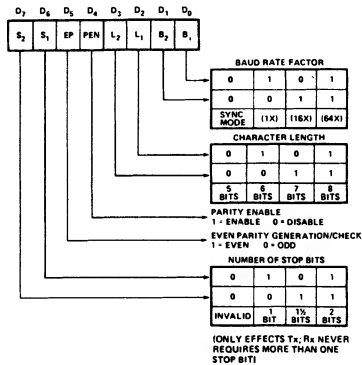 D7 D6 D5 D4 D3 D2 D1 D0
S2 S1 EP PEN L2 L1 B2 B1
BAUD RATE FACTOR
0 1 0 1
0 0 1 1
SYNC MODE (1X) (16X) (64X)
CHARACTER LENGTH
0 1 0 1
0 0 1 1
5 BITS 6 BITS 7 BITS 8 BITS
PARITY ENABLE
1 = ENABLE 0 = DISABLE
EVEN PARITY GENERATION/CHECK
1 = EVEN 0 = ODD
NUMBER OF STOP BITS
0 1 0 1
0 0 1 1
INVALID 1 BIT 1½ BITS 2 BITS
(ONLY EFFECTS Tx; Rx NEVER
REQUIRES MORE THAN ONE
STOP BIT)